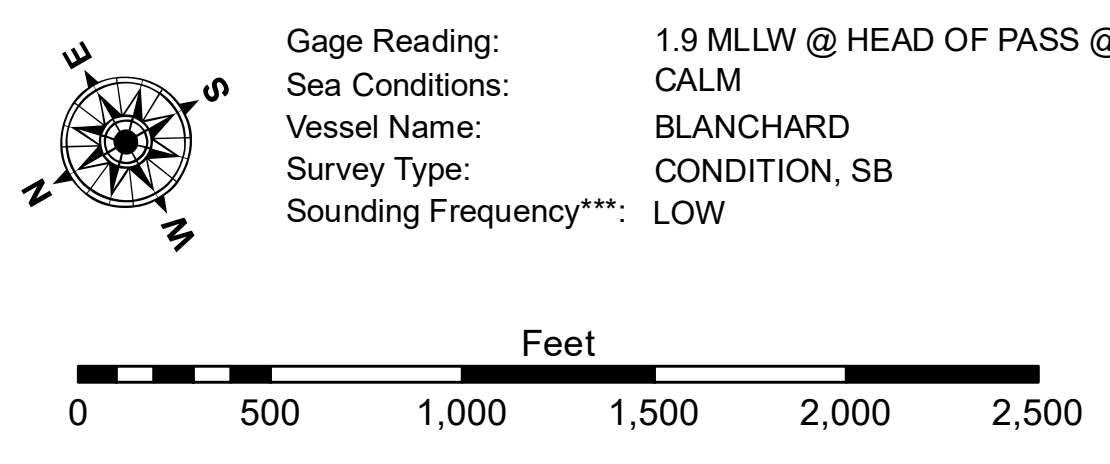 E
S
N
W
Gage Reading: 1.9 MLLW @ HEAD OF PASS @
Sea Conditions: CALM
Vessel Name: BLANCHARD
Survey Type: CONDITION, SB
Sounding Frequency***: LOW
Feet
0 500 1,000 1,500 2,000 2,500